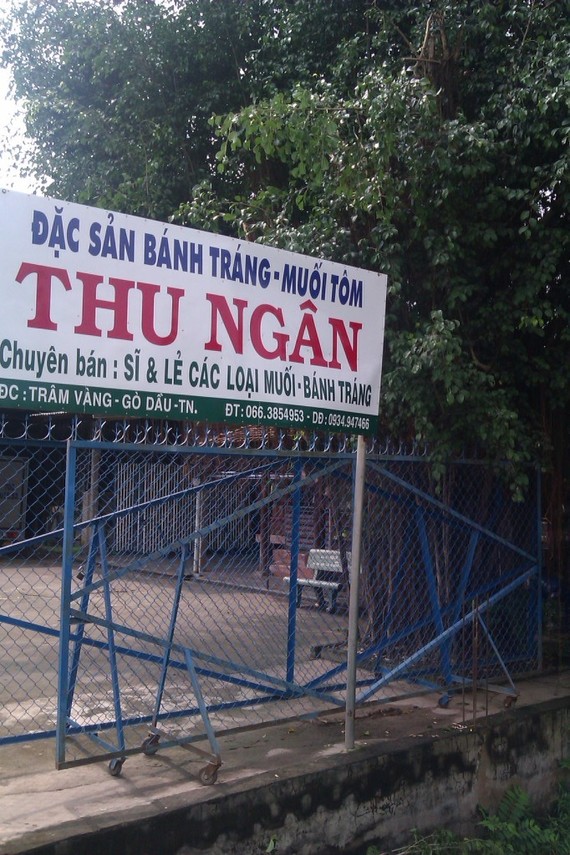 ĐẶC SẢN BÁNH TRÁNG - MUỐI TÔM
THU NGÂN
Chuyên bán : SĨ & LẺ CÁC LOẠI MUỐI - BÁNH TRÁNG
ĐC : TRÂM VÀNG - GÒ DẦU - TN. ĐT : 066.3854953 - DĐ : 0934.947466